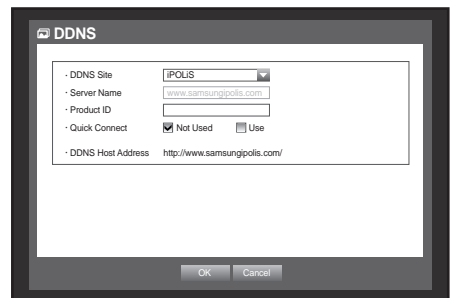 DDNS
· DDNS Site iPOLiS
· Server Name www.samsungipolis.com
· Product ID
· Quick Connect Not Used Use
· DDNS Host Address http://www.samsungipolis.com/
OK Cancel